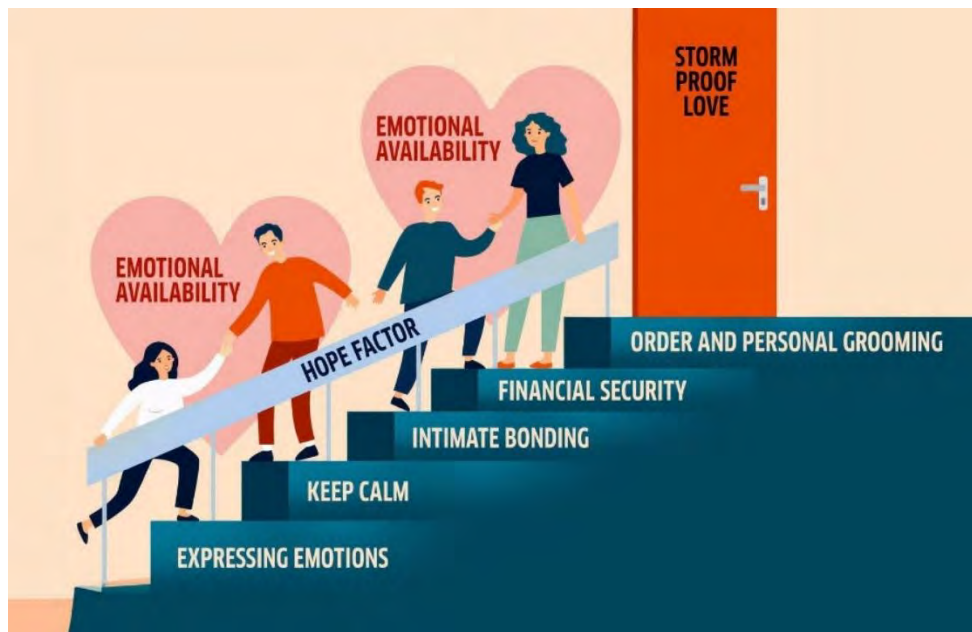 STORM
PROOF
LOVE
EMOTIONAL
AVAILABILITY
EMOTIONAL
AVAILABILITY
HOPE FACTOR
ORDER AND PERSONAL GROOMING
FINANCIAL SECURITY
INTIMATE BONDING
KEEP CALM
EXPRESSING EMOTIONS